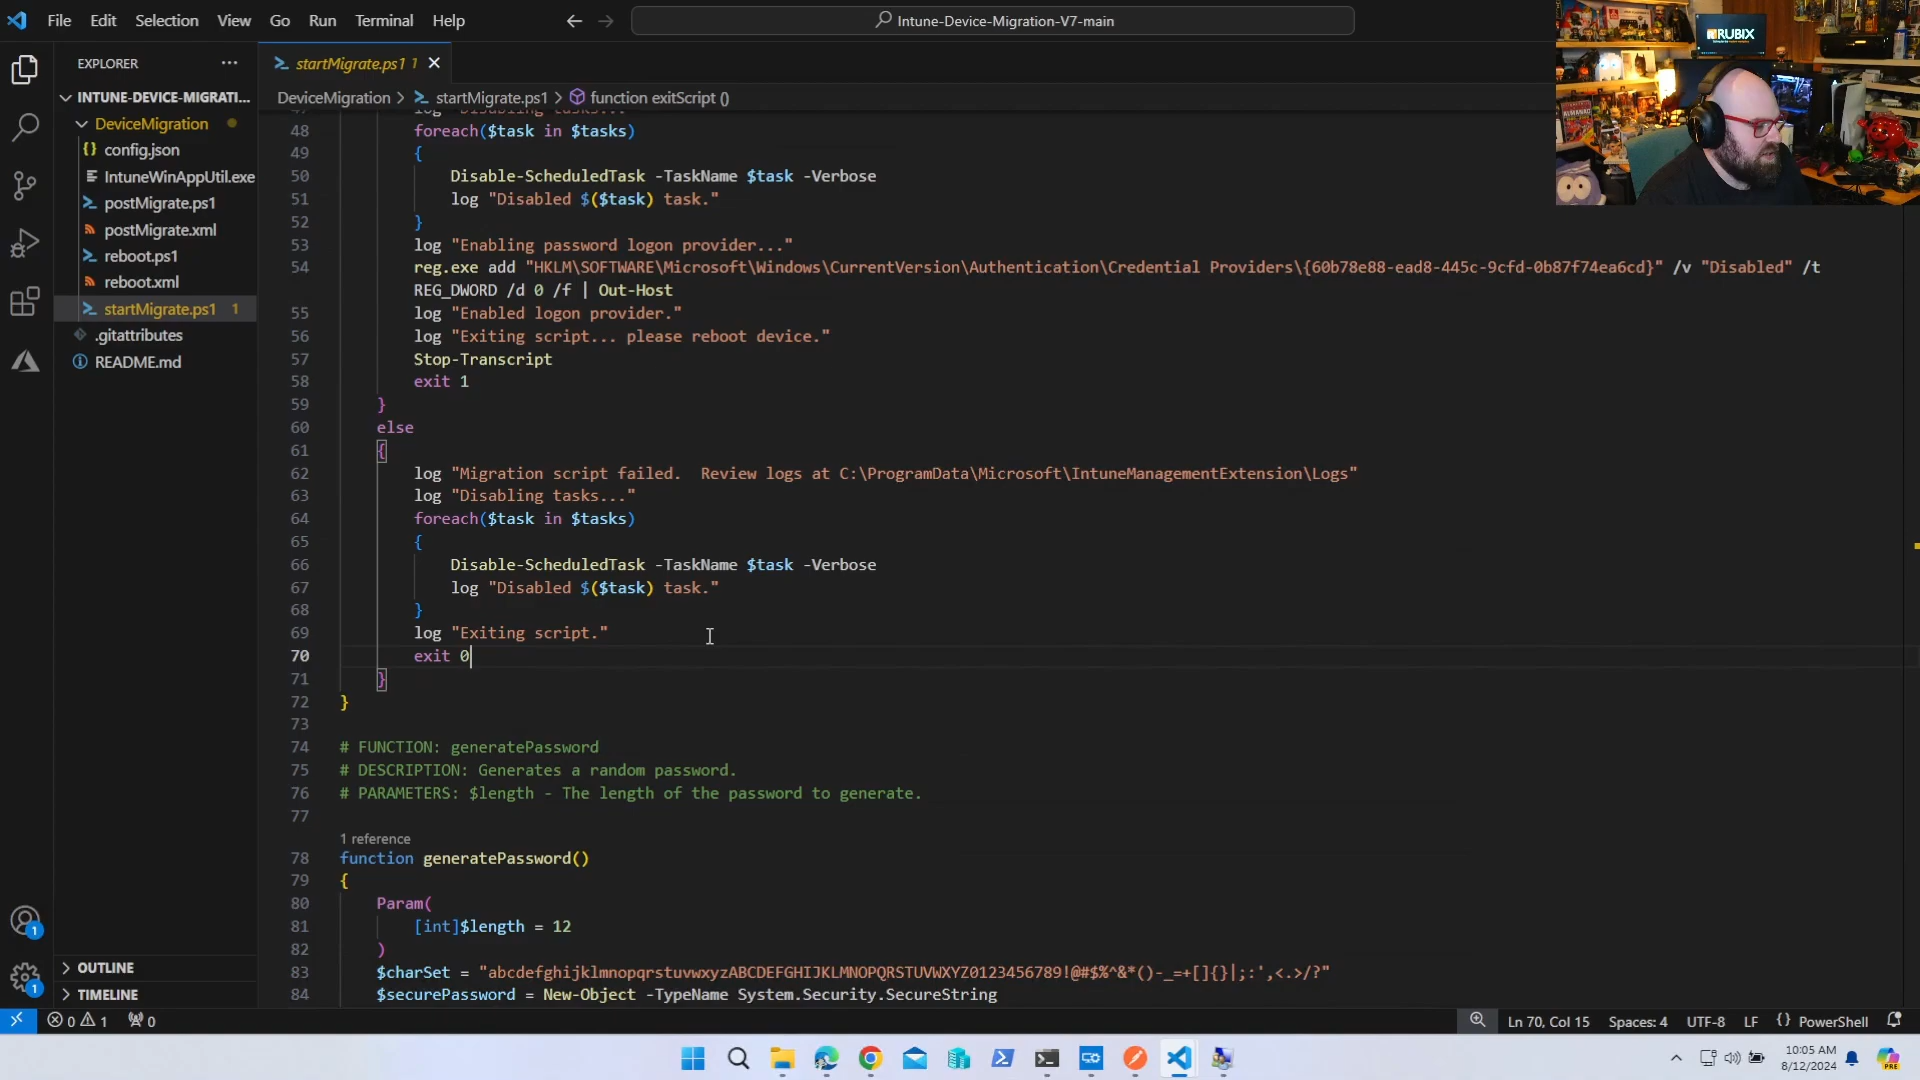 File Edit Selection View Go Run Terminal Help
Intune-Device-Migration-V7-main
RUBIX
EXPLORER
startMigrate.ps1 1
INTUNE-DEVICE-MIGRATI...
DeviceMigration
config.json
IntuneWinAppUtil.exe
postMigrate.ps1
postMigrate.xml
reboot.ps1
reboot.xml
startMigrate.ps1 1
.gitattributes
README.md
OUTLINE
TIMELINE
DeviceMigration > startMigrate.ps1 > function exitScript ()
48 foreach($task in $tasks)
49 {
50 Disable-ScheduledTask -TaskName $task -Verbose
51 log "Disabled $($task) task."
52 }
53 log "Enabling password logon provider..."
54 reg.exe add "HKLM\SOFTWARE\Microsoft\Windows\CurrentVersion\Authentication\Credential Providers\{60b78e88-ead8-445c-9cfd-0b87f74ea6cd}" /v "Disabled" /t
REG_DWORD /d 0 /f | Out-Host
55 log "Enabled logon provider."
56 log "Exiting script... please reboot device."
57 Stop-Transcript
58 exit 1
59 }
60 else
61 {
62 log "Migration script failed.  Review logs at C:\ProgramData\Microsoft\IntuneManagementExtension\Logs"
63 log "Disabling tasks..."
64 foreach($task in $tasks)
65 {
66 Disable-ScheduledTask -TaskName $task -Verbose
67 log "Disabled $($task) task."
68 }
69 log "Exiting script."
70 exit 0
71 }
72 }
73
74 # FUNCTION: generatePassword
75 # DESCRIPTION: Generates a random password.
76 # PARAMETERS: $length - The length of the password to generate.
77
1 reference
78 function generatePassword()
79 {
80 Param(
81 [int]$length = 12
82 )
83 $charSet = "abcdefghijklmnopqrstuvwxyzABCDEFGHIJKLMNOPQRSTUVWXYZ0123456789!@#$%^&*()-_=+[]{}|;:',<.>/?"
84 $securePassword = New-Object -TypeName System.Security.SecureString
1
1
0 1 0
Ln 70, Col 15 Spaces: 4 UTF-8 LF {} PowerShell
10:05 AM
8/12/2024
PRE